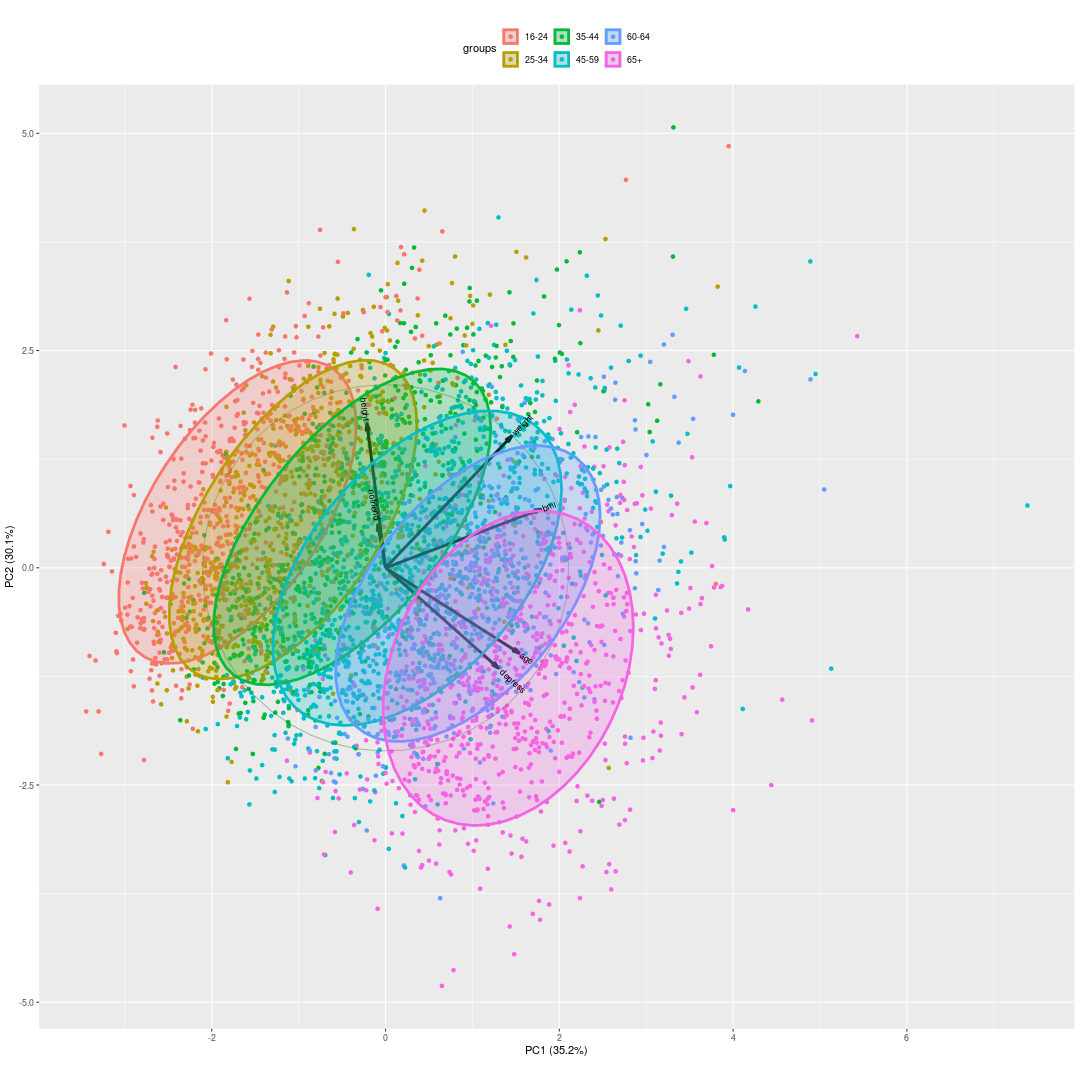 groups
16-24
35-44
60-64
25-34
45-59
65+
5.0
2.5
0.0
-2.5
-5.0
PC2 (30.1%)
height
weight
bmi
age
depress
-2
0
2
4
6
PC1 (35.2%)